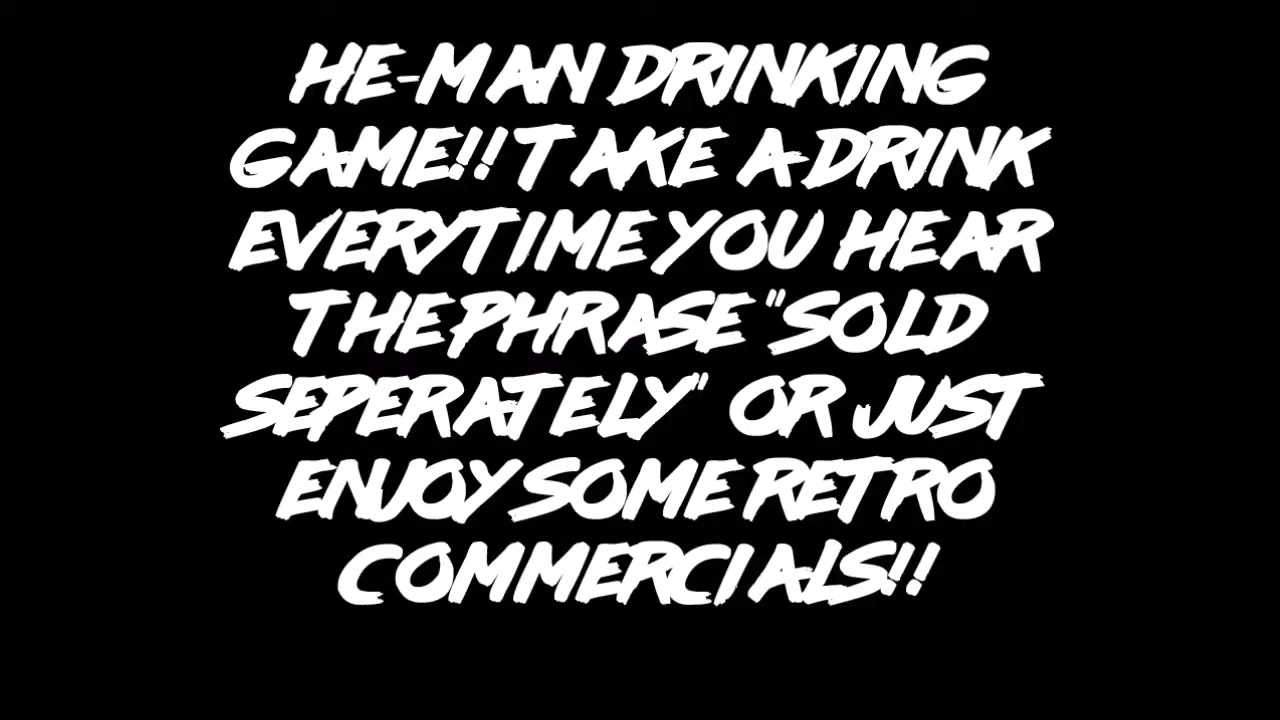 HE-MAN DRINKING
GAME!! TAKE A DRINK
EVERYTIME YOU HEAR
THE PHRASE "SOLD
SEPERATELY" OR JUST
ENJOY SOME RETRO
COMMERCIALS!!